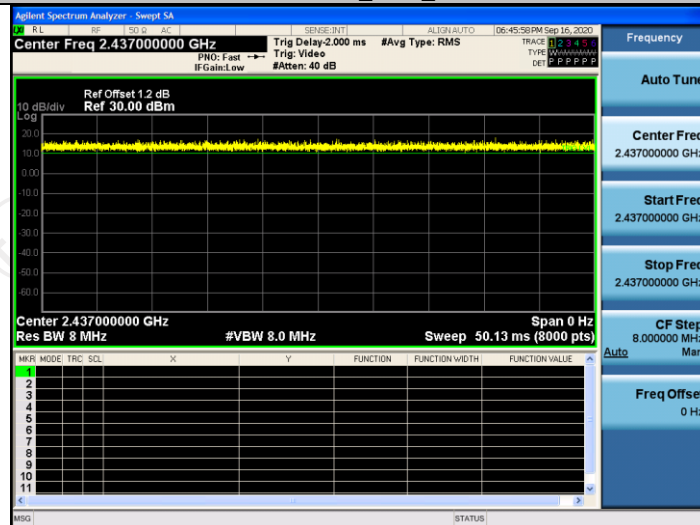 Agilent Spectrum Analyzer - Swept SA
RL RF 50 Ω AC SENSE:INT ALIGN AUTO 06:45:58 PM Sep 16, 2020
Center Freq 2.437000000 GHz
PNO: Fast
IFGain:Low
Trig Delay-2.000 ms
Trig: Video
#Atten: 40 dB
#Avg Type: RMS
TRACE 1 2 3 4 5 6
TYPE
DET P P P P P P
Ref Offset 1.2 dB
10 dB/div Ref 30.00 dBm
Log
20.0
10.0
0.00
-10.0
-20.0
-30.0
-40.0
-50.0
-60.0
Center 2.437000000 GHz Span 0 Hz
Res BW 8 MHz #VBW 8.0 MHz Sweep 50.13 ms (8000 pts)
MKR MODE TRC SCL X Y FUNCTION FUNCTION WIDTH FUNCTION VALUE
1
2
3
4
5
6
7
8
9
10
11
MSG STATUS
Frequency
Auto Tune
Center Freq
2.437000000 GHz
Start Freq
2.437000000 GHz
Stop Freq
2.437000000 GHz
CF Step
8.000000 MHz
Auto Man
Freq Offset
0 Hz